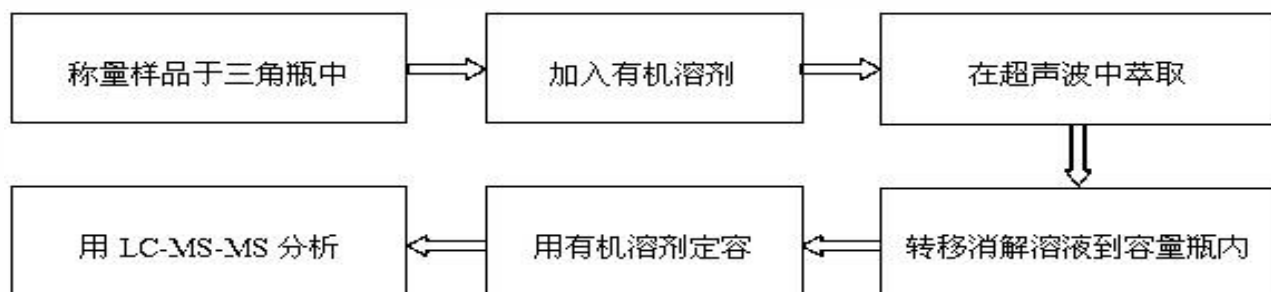 称量样品于三角瓶中
加入有机溶剂
在超声波中萃取
转移消解溶液到容量瓶内
用有机溶剂定容
用 LC-MS-MS 分析